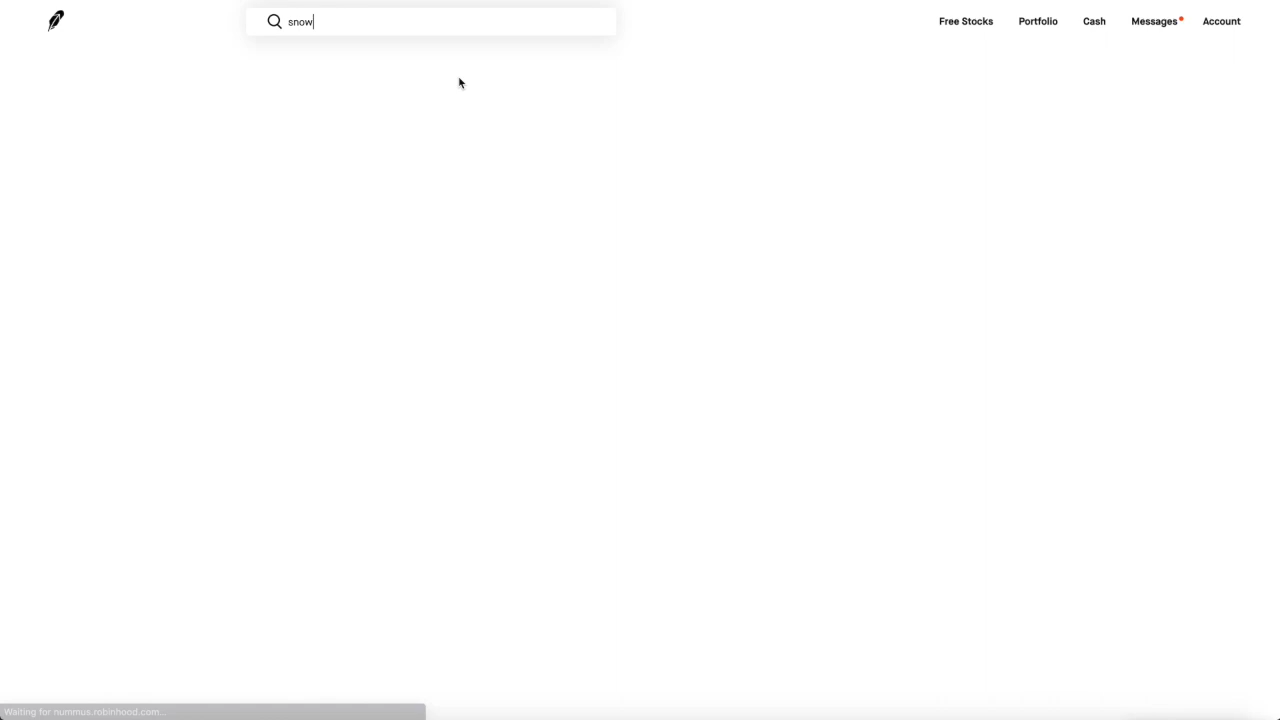 snow
Free Stocks
Portfolio
Cash
Messages
Account
Waiting for nummus.robinhood.com...